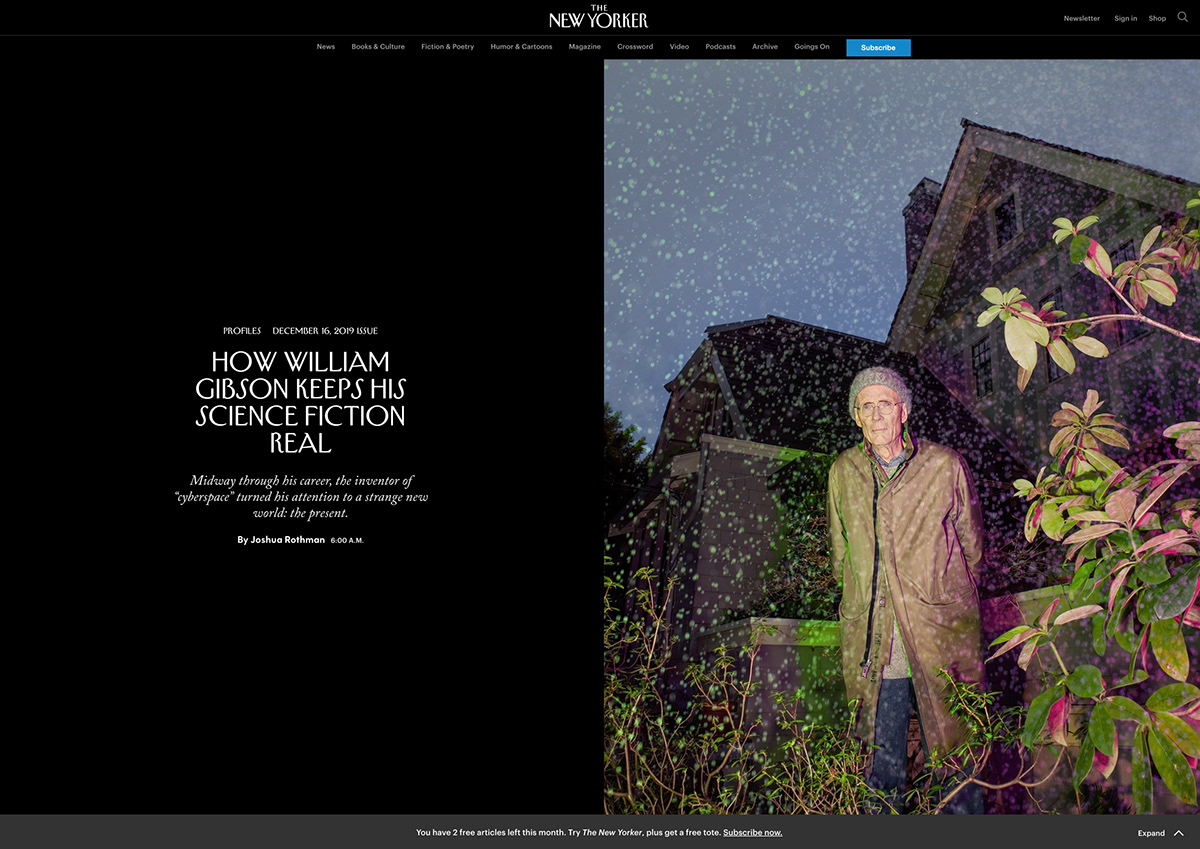 THE
NEW YORKER
Newsletter Sign in Shop
News Books & Culture Fiction & Poetry Humor & Cartoons Magazine Crossword Video Podcasts Archive Goings On Subscribe
PROFILES DECEMBER 16, 2019 ISSUE
HOW WILLIAM
GIBSON KEEPS HIS
SCIENCE FICTION
REAL
Midway through his career, the inventor of
“cyberspace” turned his attention to a strange new
world: the present.
By Joshua Rothman 6:00 A.M.
You have 2 free articles left this month. Try The New Yorker, plus get a free tote. Subscribe now.
Expand